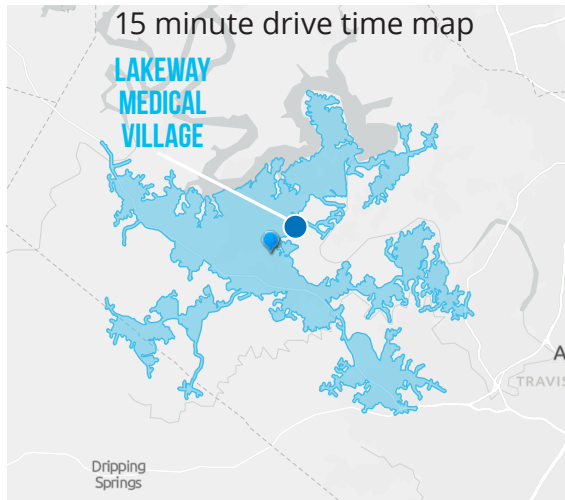 15 minute drive time map
LAKEWAY
MEDICAL
VILLAGE
A
TRAVIS
Dripping
Springs